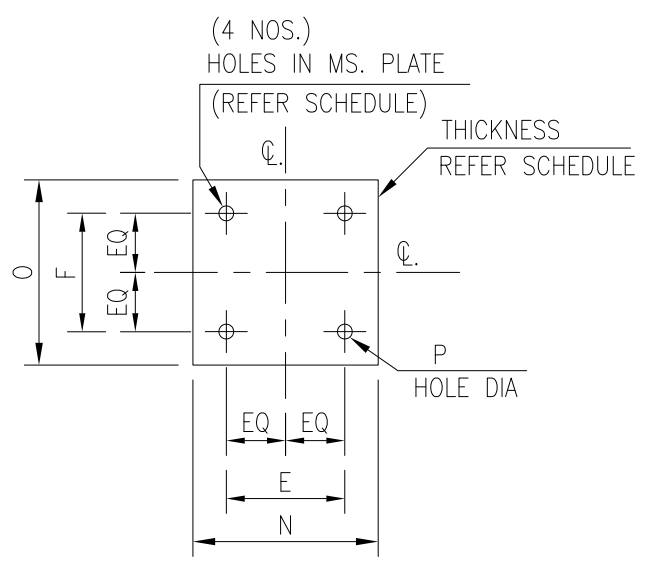 (4 NOS.)
HOLES IN MS. PLATE
(REFER SCHEDULE)
THICKNESS
REFER SCHEDULE
℄.
℄.
O
F
EQ
EQ
P
HOLE DIA
EQ
EQ
E
N